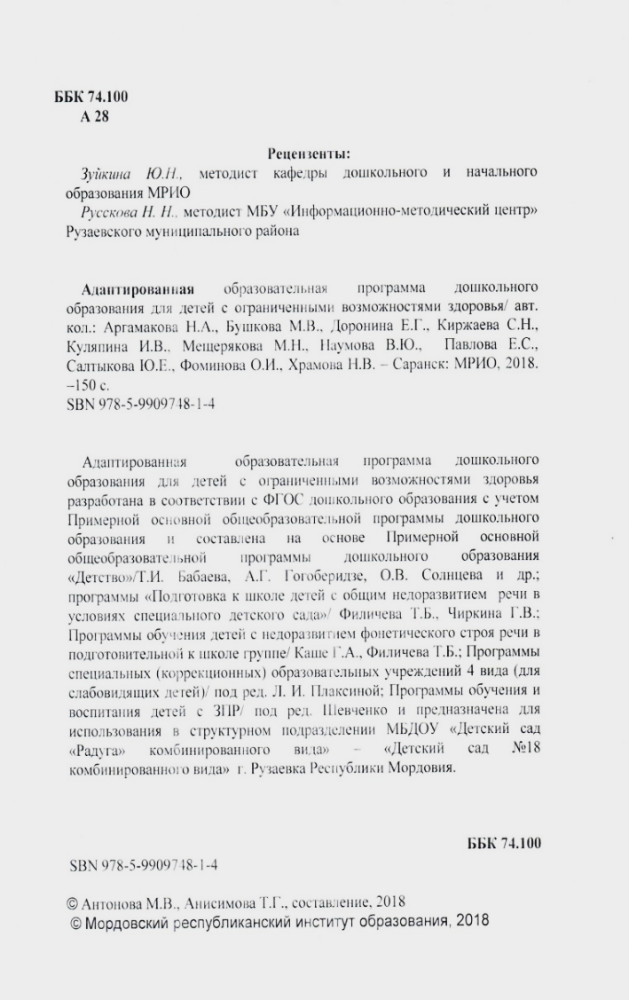 ББК 74.100
А 28
Рецензенты:
Зуйкина Ю.Н., методист кафедры дошкольного и начального
образования МРИО
Русскова Н. Н., методист МБУ «Информационно-методический центр»
Рузаевского муниципального района
Адаптированная образовательная программа дошкольного
образования для детей с ограниченными возможностями здоровья/ авт.
кол.: Аргамакова Н.А., Бушкова М.В., Доронина Е.Г., Киржаева С.Н.,
Куляпина И.В., Мещерякова М.Н., Наумова В.Ю., Павлова Е.С.,
Салтыкова Ю.Е., Фоминова О.И., Храмова Н.В. – Саранск: МРИО, 2018.
–150 с.
SBN 978-5-9909748-1-4
Адаптированная образовательная программа дошкольного
образования для детей с ограниченными возможностями здоровья
разработана в соответствии с ФГОС дошкольного образования с учетом
Примерной основной общеобразовательной программы дошкольного
образования и составлена на основе Примерной основной
общеобразовательной программы дошкольного образования
«Детство»/Т.И. Бабаева, А.Г. Гогоберидзе, О.В. Солнцева и др.;
программы «Подготовка к школе детей с общим недоразвитием речи в
условиях специального детского сада»/ Филичева Т.Б., Чиркина Г.В.;
Программы обучения детей с недоразвитием фонетического строя речи в
подготовительной к школе группе/ Каше Г.А., Филичева Т.Б.; Программы
специальных (коррекционных) образовательных учреждений 4 вида (для
слабовидящих детей)/ под ред. Л. И. Плаксиной; Программы обучения и
воспитания детей с ЗПР/ под ред. Шевченко и предназначена для
использования в структурном подразделении МБДОУ «Детский сад
«Радуга» комбинированного вида» – «Детский сад №18
комбинированного вида» г. Рузаевка Республики Мордовия.
ББК 74.100
SBN 978-5-9909748-1-4
© Антонова М.В., Анисимова Т.Г., составление, 2018
© Мордовский республиканский институт образования, 2018